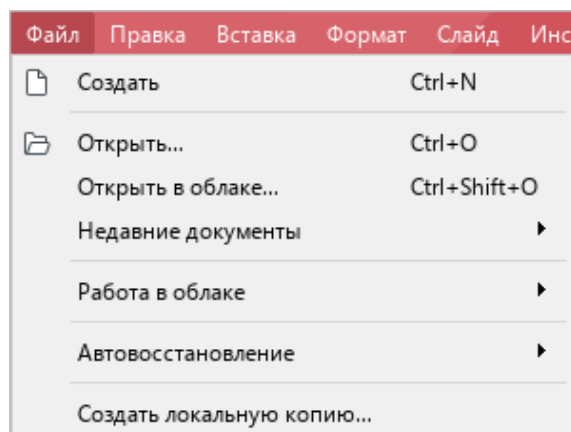 Файл Правка Вставка Формат Слайд Инс
Создать Ctrl+N
Открыть... Ctrl+O
Открыть в облаке... Ctrl+Shift+O
Недавние документы
Работа в облаке
Автовосстановление
Создать локальную копию...